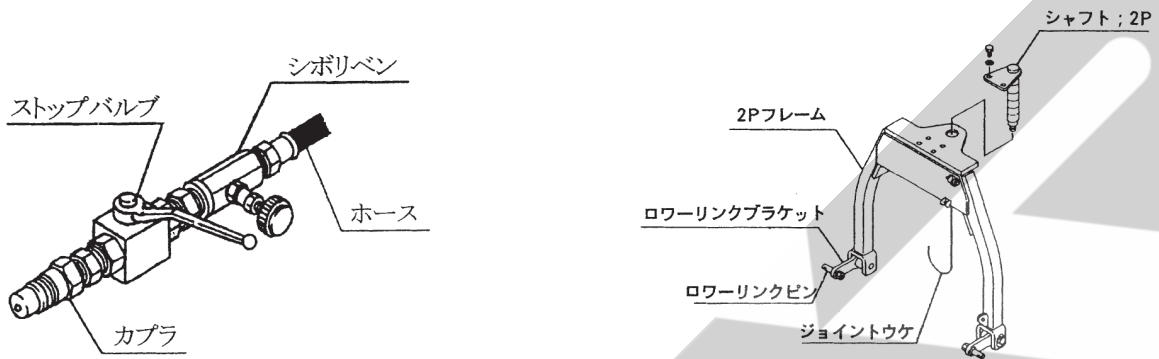 シボリベン
ストップバルブ
ホース
カプラ
シャフト；2P
2Pフレーム
ロワーリンクブラケット
ロワーリンクピン
ジョイントウケ